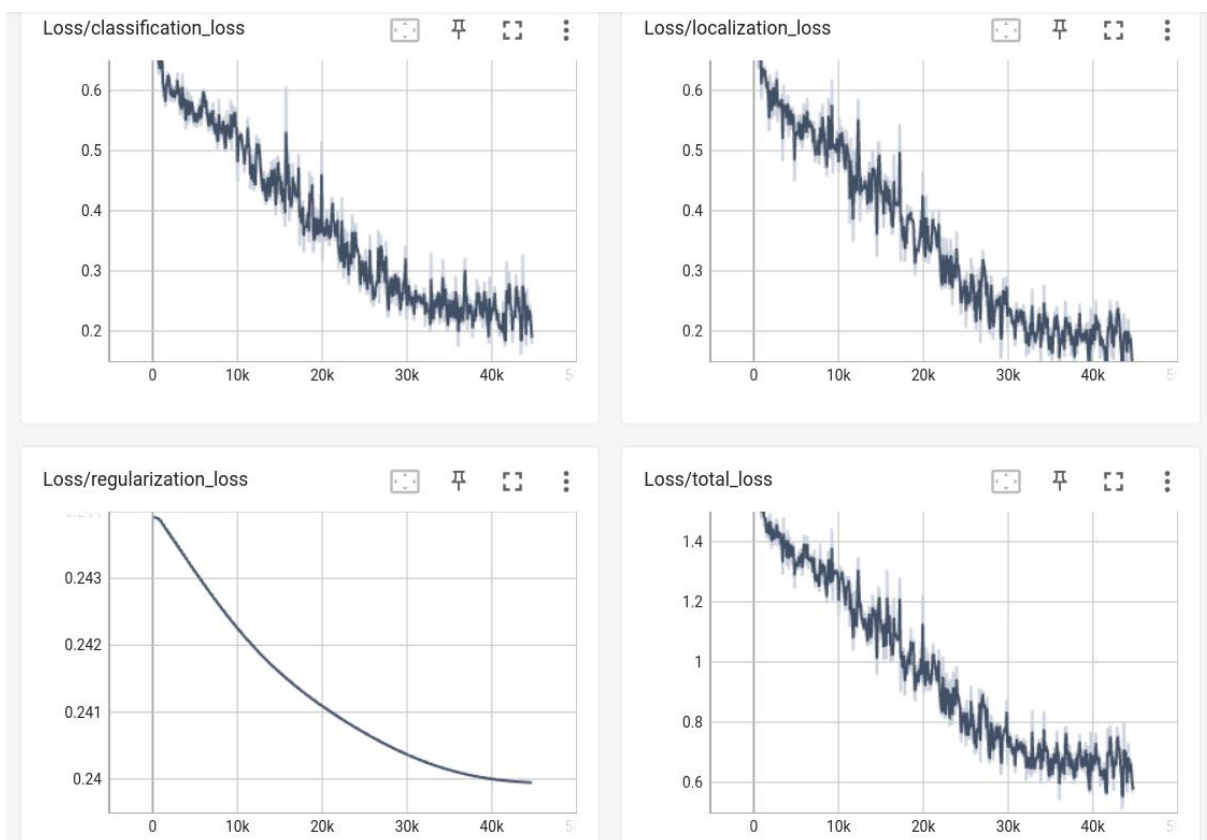 Loss/classification_loss
0.6
0.5
0.4
0.3
0.2
0 10k 20k 30k 40k
Loss/localization_loss
0.6
0.5
0.4
0.3
0.2
0 10k 20k 30k 40k
Loss/regularization_loss
0.243
0.242
0.241
0.24
0 10k 20k 30k 40k
Loss/total_loss
1.4
1.2
1
0.8
0.6
0 10k 20k 30k 40k